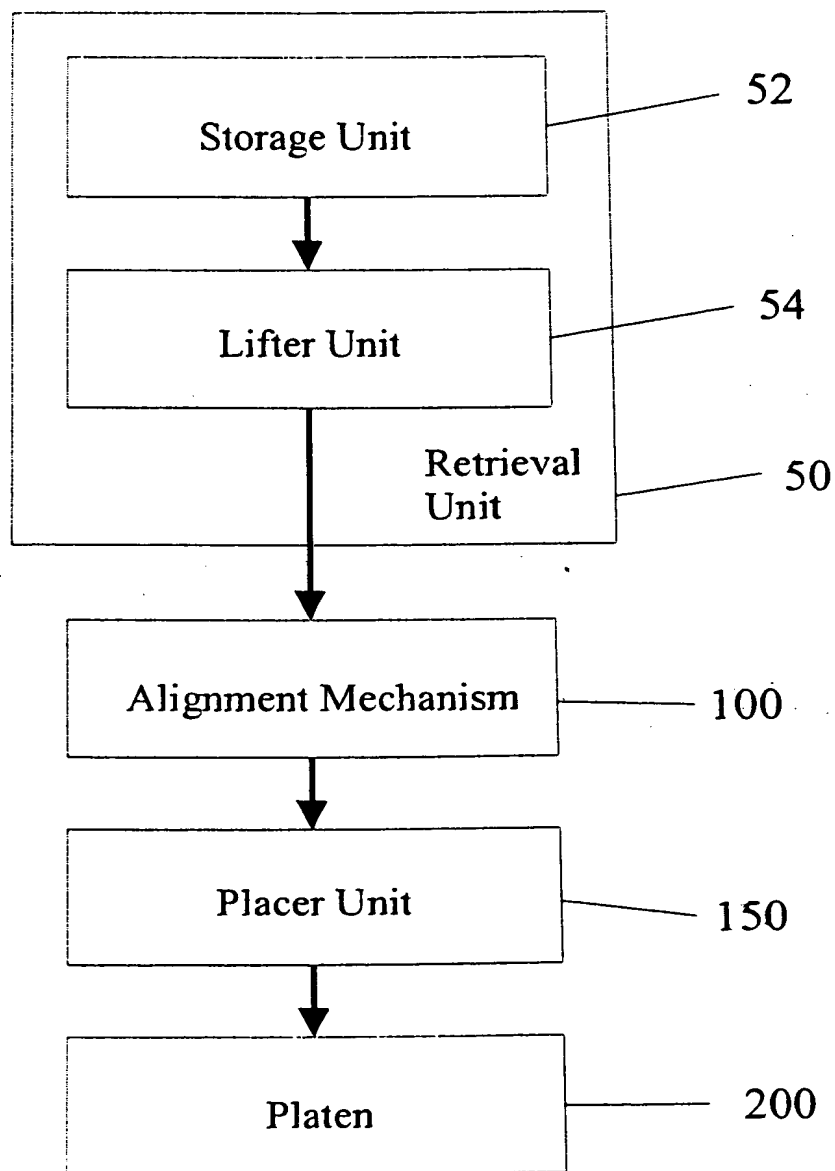 52
Storage Unit
54
Lifter Unit
Retrieval
Unit
50
Alignment Mechanism
100
Placer Unit
150
Platen
200